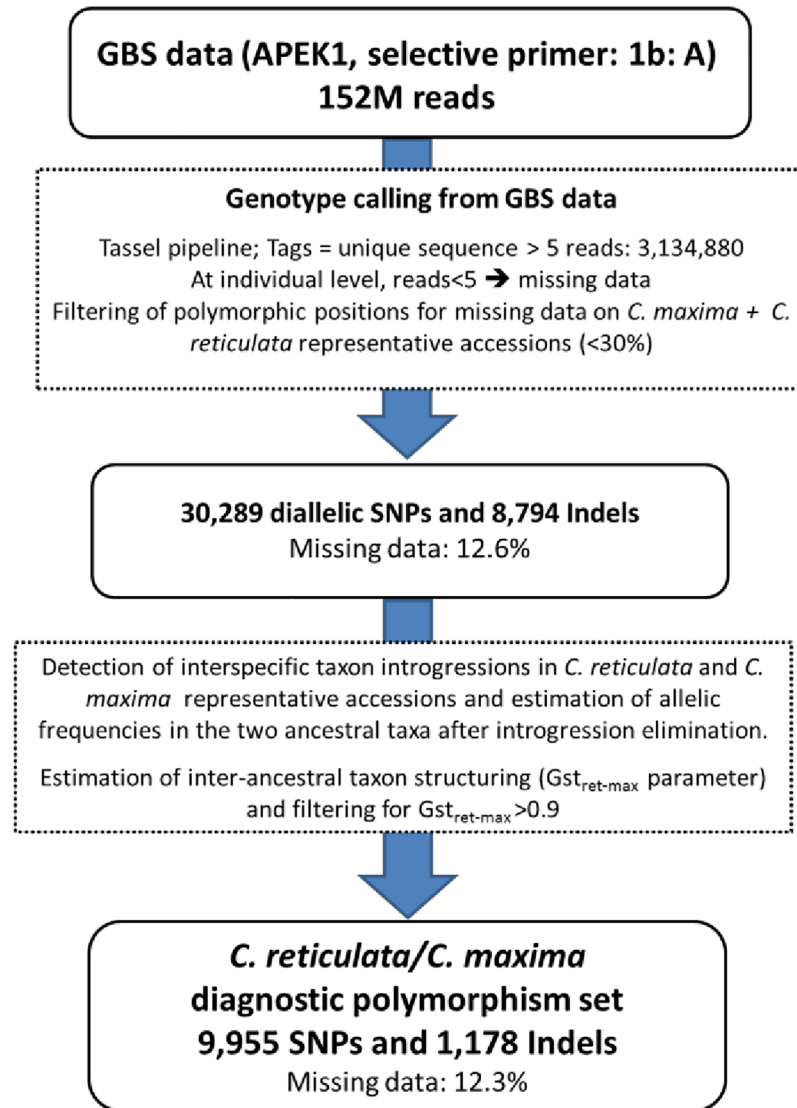 GBS data (APEK1, selective primer: 1b: A)
152M reads
Genotype calling from GBS data
Tassel pipeline; Tags = unique sequence > 5 reads: 3,134,880
At individual level, reads<5 ➔ missing data
Filtering of polymorphic positions for missing data on C. maxima + C.
reticulata representative accessions (<30%)
30,289 diallelic SNPs and 8,794 Indels
Missing data: 12.6%
Detection of interspecific taxon introgressions in C. reticulata and C.
maxima representative accessions and estimation of allelic
frequencies in the two ancestral taxa after introgression elimination.
Estimation of inter-ancestral taxon structuring (Gstret-max parameter)
and filtering for Gstret-max >0.9
C. reticulata/C. maxima
diagnostic polymorphism set
9,955 SNPs and 1,178 Indels
Missing data: 12.3%